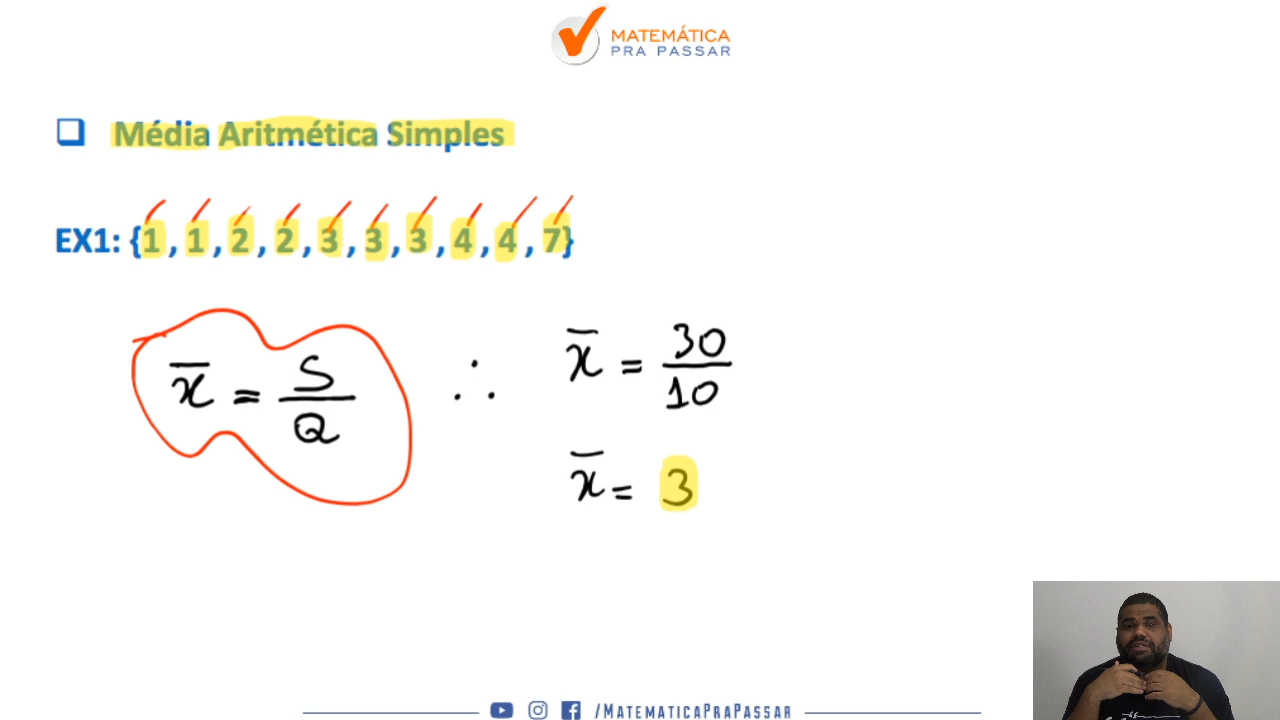 MATEMÁTICA
PRA PASSAR
Média Aritmética Simples
EX1: {1, 1, 2, 2, 3, 3, 3, 4, 4, 7}
x̄ = S/Q ∴ x̄ = 30/10
x̄ = 3
/MATEMATICAPRAPASSAR